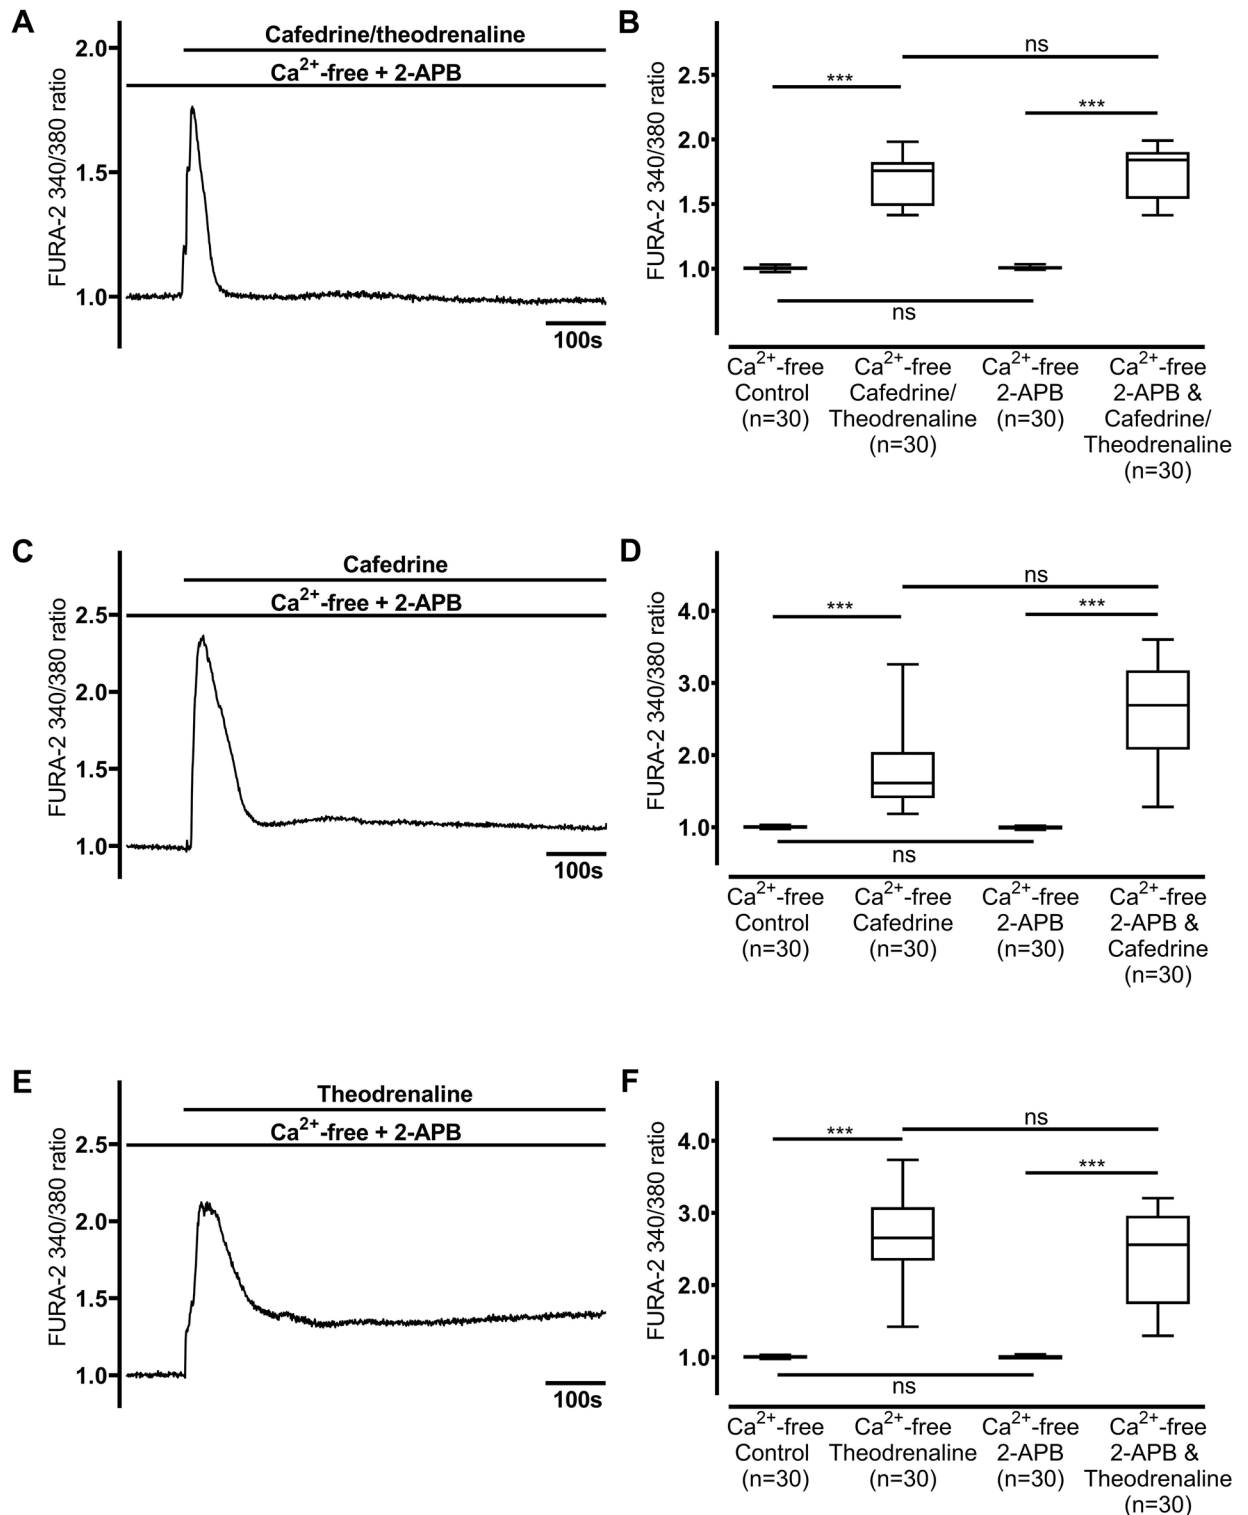 A
FURA-2 340/380 ratio
Cafedrine/theodrenaline
Ca2+-free + 2-APB
2.0
1.5
1.0
100s
B
FURA-2 340/380 ratio
2.5
2.0
1.5
1.0
ns
***
***
ns
Ca2+-free
Control
(n=30)
Ca2+-free
Cafedrine/
Theodrenaline
(n=30)
Ca2+-free
2-APB
(n=30)
Ca2+-free
2-APB &
Cafedrine/
Theodrenaline
(n=30)
C
FURA-2 340/380 ratio
Cafedrine
Ca2+-free + 2-APB
2.5
2.0
1.5
1.0
100s
D
FURA-2 340/380 ratio
4.0
3.0
2.0
1.0
ns
***
***
ns
Ca2+-free
Control
(n=30)
Ca2+-free
Cafedrine
(n=30)
Ca2+-free
2-APB
(n=30)
Ca2+-free
2-APB &
Cafedrine
(n=30)
E
FURA-2 340/380 ratio
Theodrenaline
Ca2+-free + 2-APB
2.5
2.0
1.5
1.0
100s
F
FURA-2 340/380 ratio
4.0
3.0
2.0
1.0
ns
***
***
ns
Ca2+-free
Control
(n=30)
Ca2+-free
Theodrenaline
(n=30)
Ca2+-free
2-APB
(n=30)
Ca2+-free
2-APB &
Theodrenaline
(n=30)